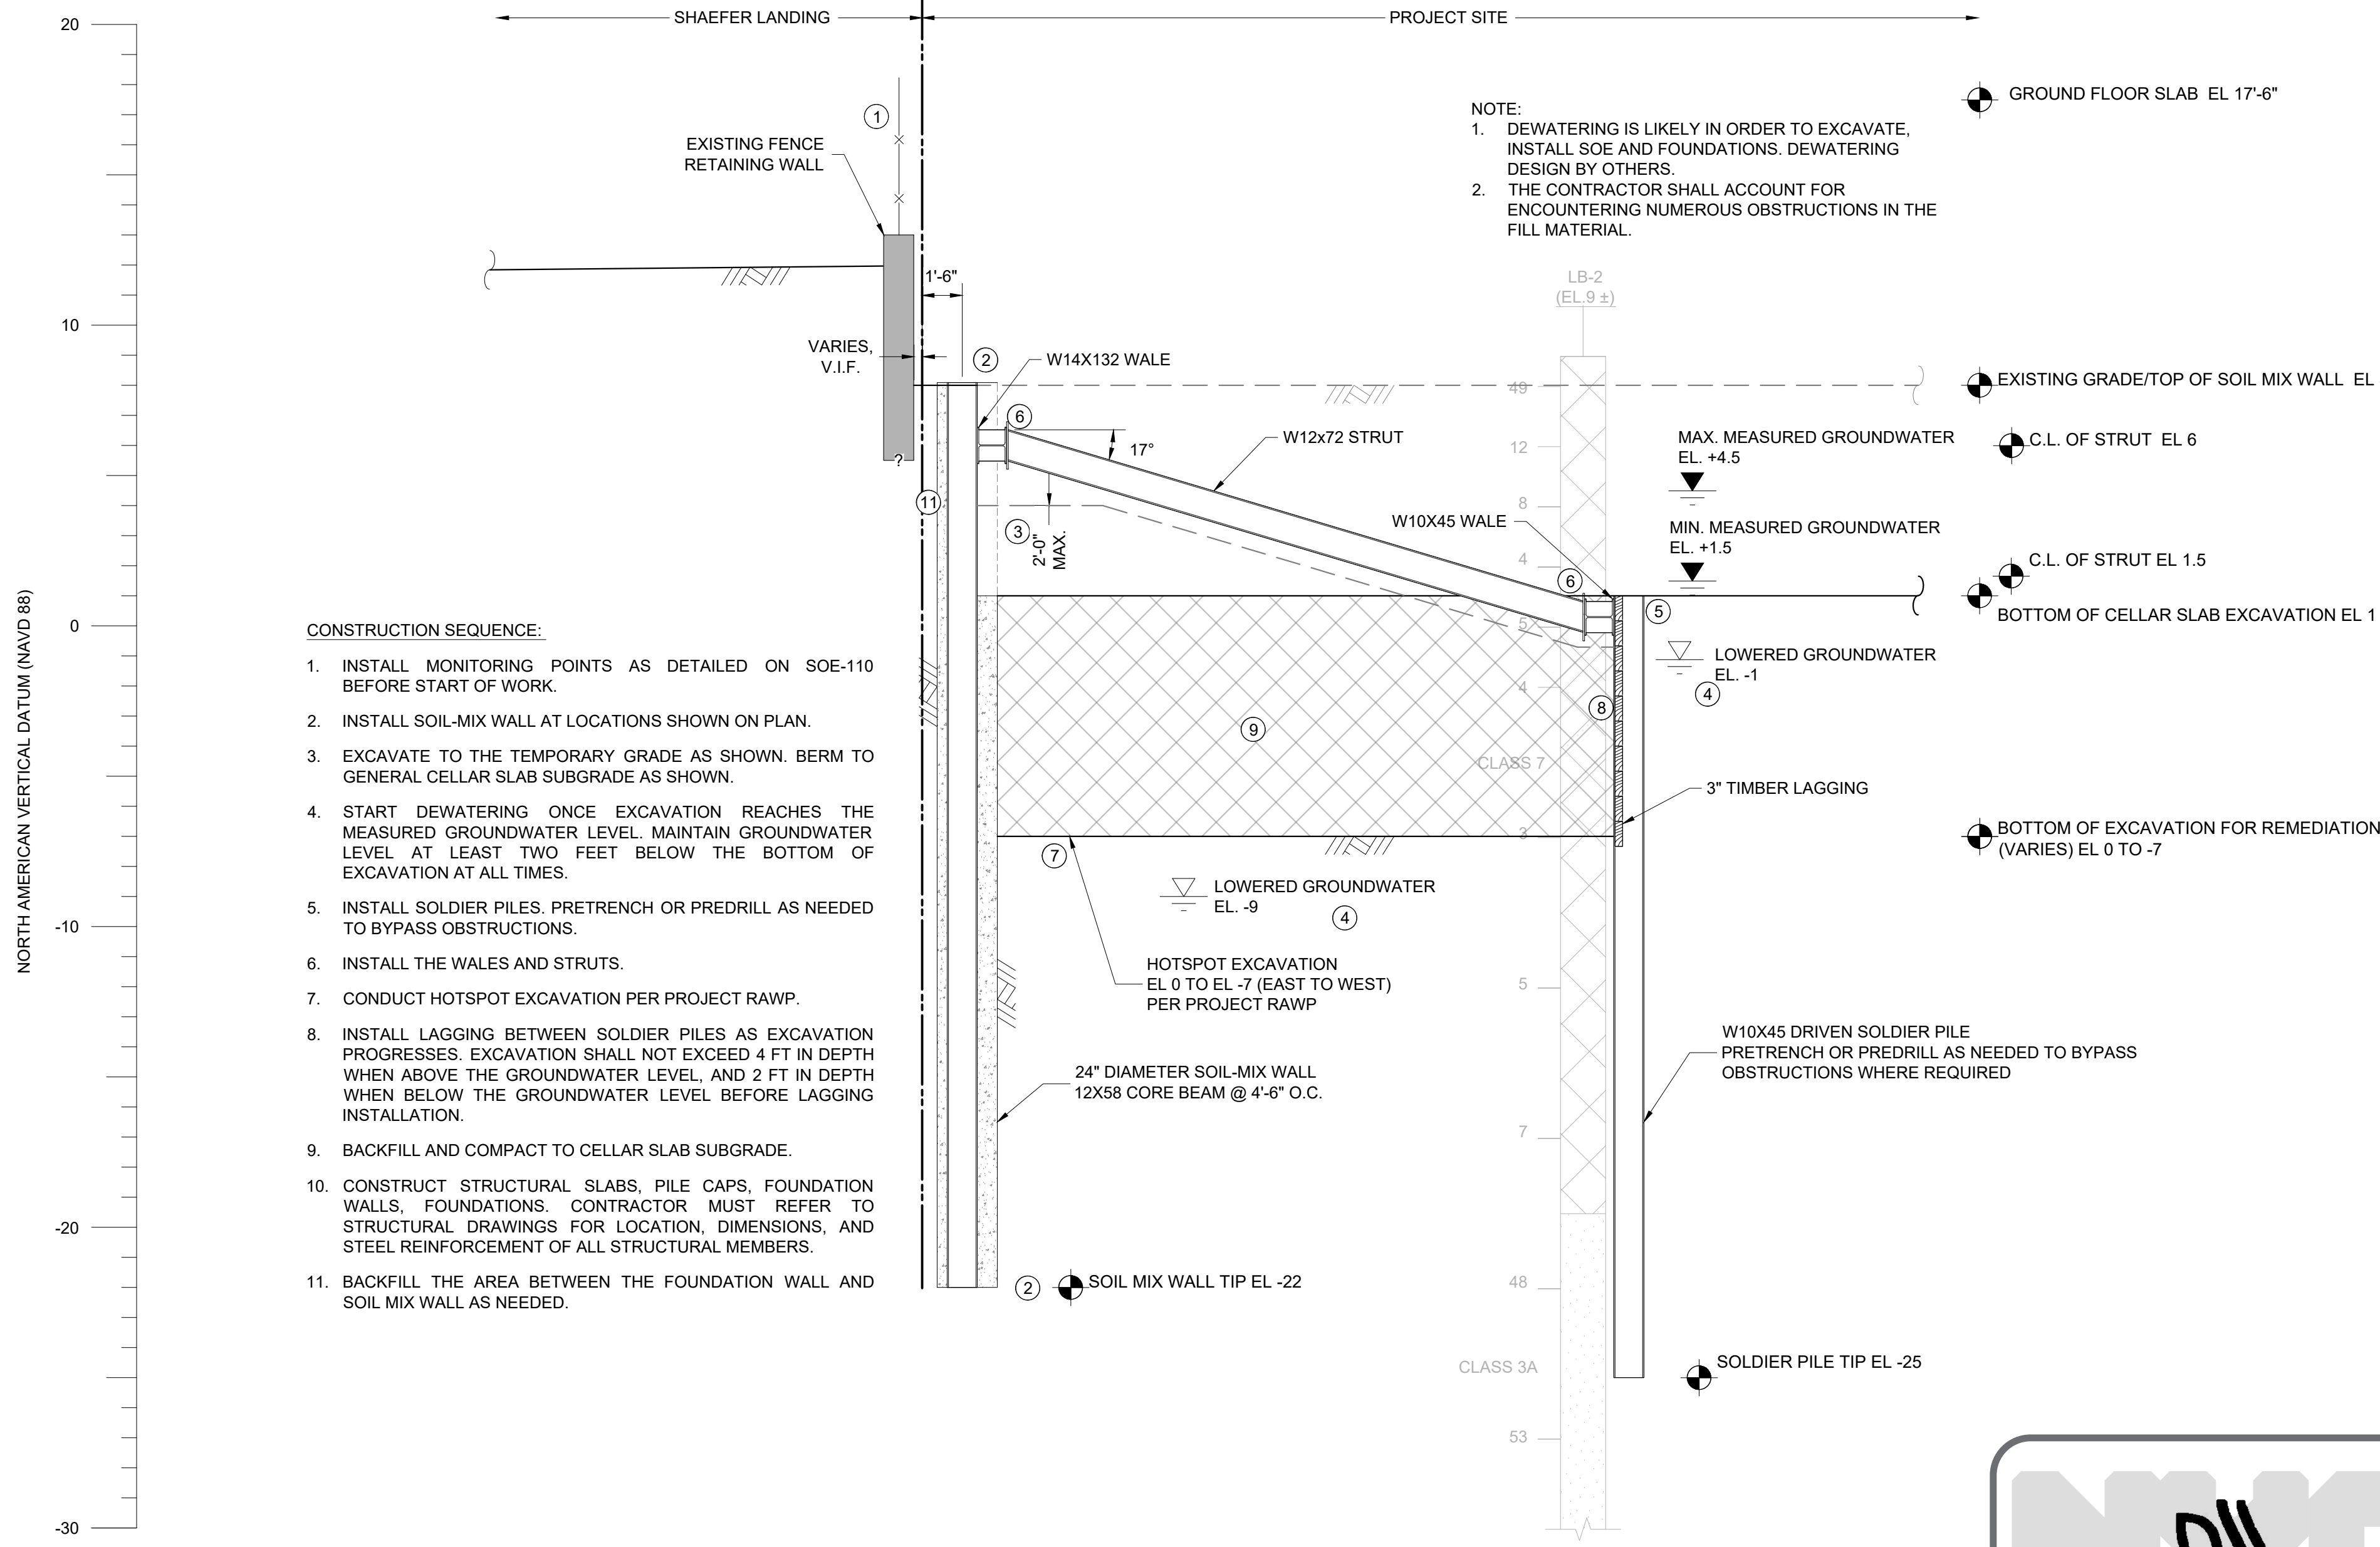 SHAEFER LANDING
PROJECT SITE
20
10
0
-10
-20
-30
NORTH AMERICAN VERTICAL DATUM (NAVD 88)
1
EXISTING FENCE
RETAINING WALL
1'-6"
VARIES,
V.I.F.
?
2
W14X132 WALE
6
17°
W12x72 STRUT
11
3
2'-0"
MAX.
W10X45 WALE
6
5
NOTE:
1. DEWATERING IS LIKELY IN ORDER TO EXCAVATE,
INSTALL SOE AND FOUNDATIONS. DEWATERING
DESIGN BY OTHERS.
2. THE CONTRACTOR SHALL ACCOUNT FOR
ENCOUNTERING NUMEROUS OBSTRUCTIONS IN THE
FILL MATERIAL.
LB-2
(EL.9 ±)
49
12
8
4
5
4
CLASS 7
3
5
7
48
CLASS 3A
53
GROUND FLOOR SLAB EL 17'-6"
EXISTING GRADE/TOP OF SOIL MIX WALL EL
C.L. OF STRUT EL 6
MAX. MEASURED GROUNDWATER
EL. +4.5
MIN. MEASURED GROUNDWATER
EL. +1.5
C.L. OF STRUT EL 1.5
BOTTOM OF CELLAR SLAB EXCAVATION EL 1
LOWERED GROUNDWATER
EL. -1
4
8
9
3" TIMBER LAGGING
BOTTOM OF EXCAVATION FOR REMEDIATION
(VARIES) EL 0 TO -7
7
LOWERED GROUNDWATER
EL. -9
4
HOTSPOT EXCAVATION
EL 0 TO EL -7 (EAST TO WEST)
PER PROJECT RAWP
24" DIAMETER SOIL-MIX WALL
12X58 CORE BEAM @ 4'-6" O.C.
W10X45 DRIVEN SOLDIER PILE
PRETRENCH OR PREDRILL AS NEEDED TO BYPASS
OBSTRUCTIONS WHERE REQUIRED
2
SOIL MIX WALL TIP EL -22
SOLDIER PILE TIP EL -25
CONSTRUCTION SEQUENCE:
1. INSTALL MONITORING POINTS AS DETAILED ON SOE-110
BEFORE START OF WORK.
2. INSTALL SOIL-MIX WALL AT LOCATIONS SHOWN ON PLAN.
3. EXCAVATE TO THE TEMPORARY GRADE AS SHOWN. BERM TO
GENERAL CELLAR SLAB SUBGRADE AS SHOWN.
4. START DEWATERING ONCE EXCAVATION REACHES THE
MEASURED GROUNDWATER LEVEL. MAINTAIN GROUNDWATER
LEVEL AT LEAST TWO FEET BELOW THE BOTTOM OF
EXCAVATION AT ALL TIMES.
5. INSTALL SOLDIER PILES. PRETRENCH OR PREDRILL AS NEEDED
TO BYPASS OBSTRUCTIONS.
6. INSTALL THE WALES AND STRUTS.
7. CONDUCT HOTSPOT EXCAVATION PER PROJECT RAWP.
8. INSTALL LAGGING BETWEEN SOLDIER PILES AS EXCAVATION
PROGRESSES. EXCAVATION SHALL NOT EXCEED 4 FT IN DEPTH
WHEN ABOVE THE GROUNDWATER LEVEL, AND 2 FT IN DEPTH
WHEN BELOW THE GROUNDWATER LEVEL BEFORE LAGGING
INSTALLATION.
9. BACKFILL AND COMPACT TO CELLAR SLAB SUBGRADE.
10. CONSTRUCT STRUCTURAL SLABS, PILE CAPS, FOUNDATION
WALLS, FOUNDATIONS. CONTRACTOR MUST REFER TO
STRUCTURAL DRAWINGS FOR LOCATION, DIMENSIONS, AND
STEEL REINFORCEMENT OF ALL STRUCTURAL MEMBERS.
11. BACKFILL THE AREA BETWEEN THE FOUNDATION WALL AND
SOIL MIX WALL AS NEEDED.